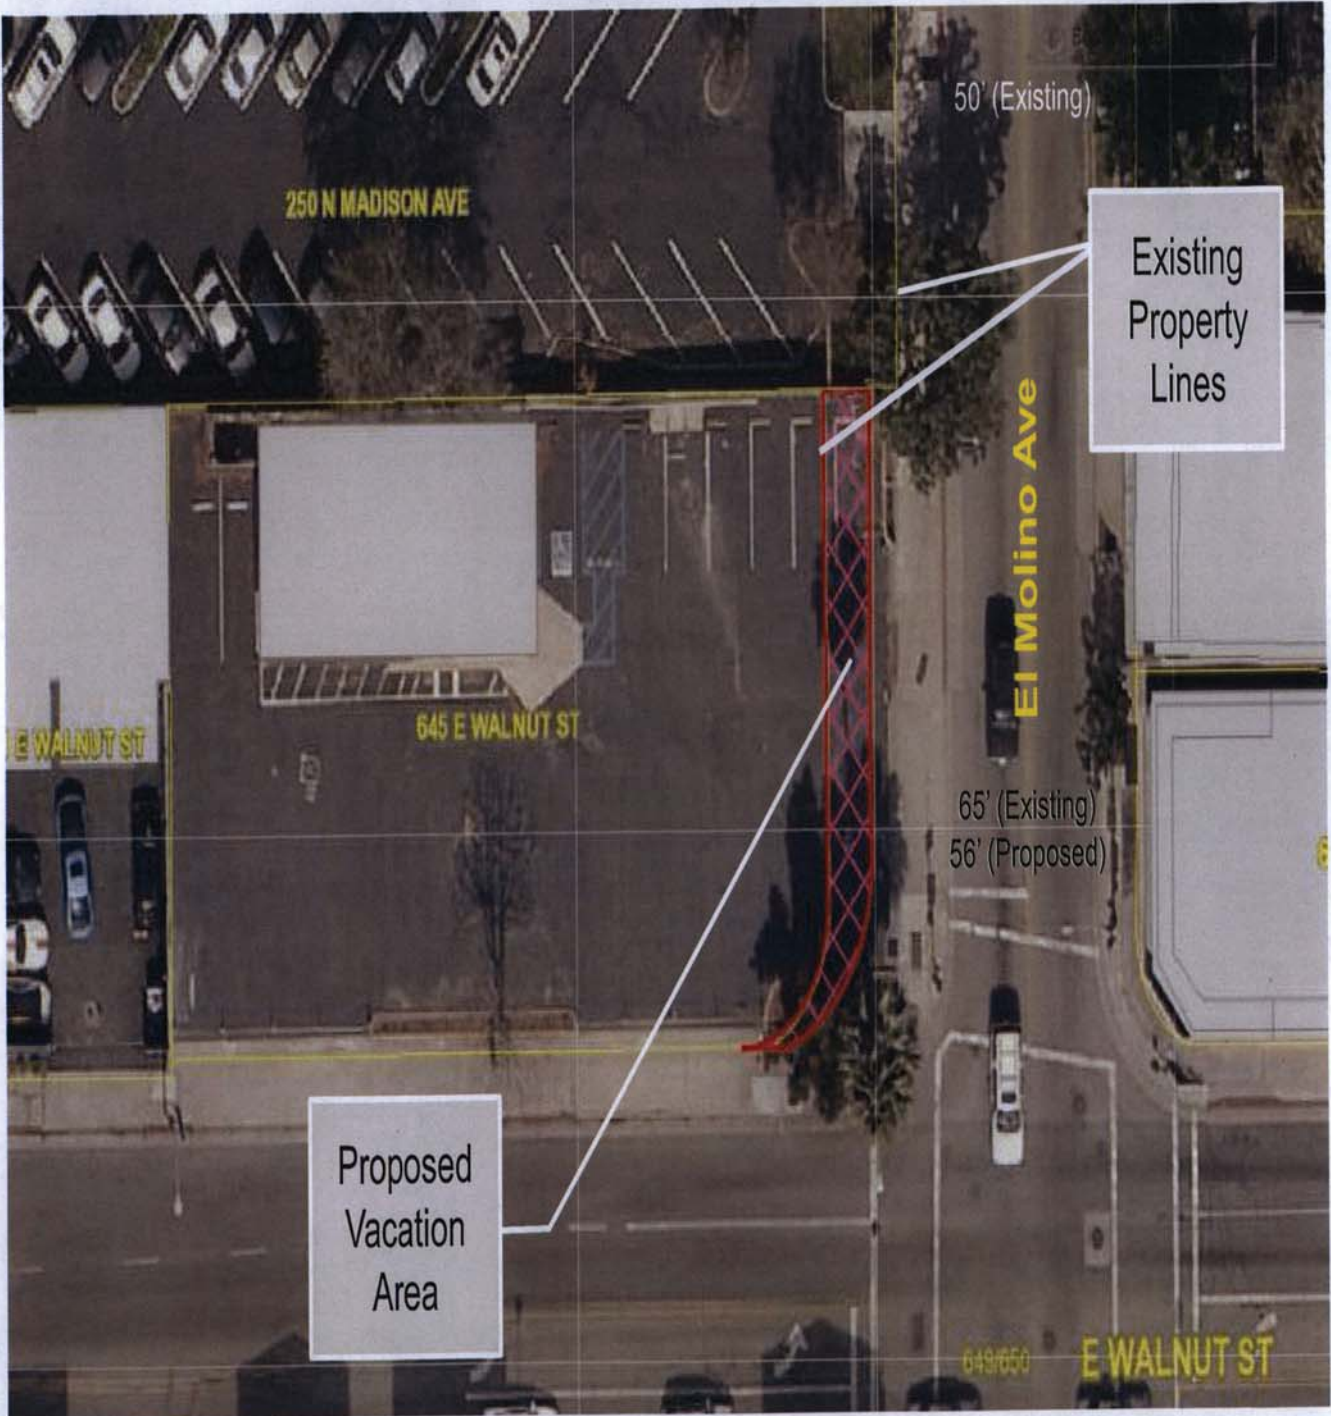 50' (Existing)
250 N MADISON AVE
Existing
Property
Lines
El Molino Ave
645 E WALNUT ST
E WALNUT ST
65' (Existing)
56' (Proposed)
6
Proposed
Vacation
Area
649/650
E WALNUT ST